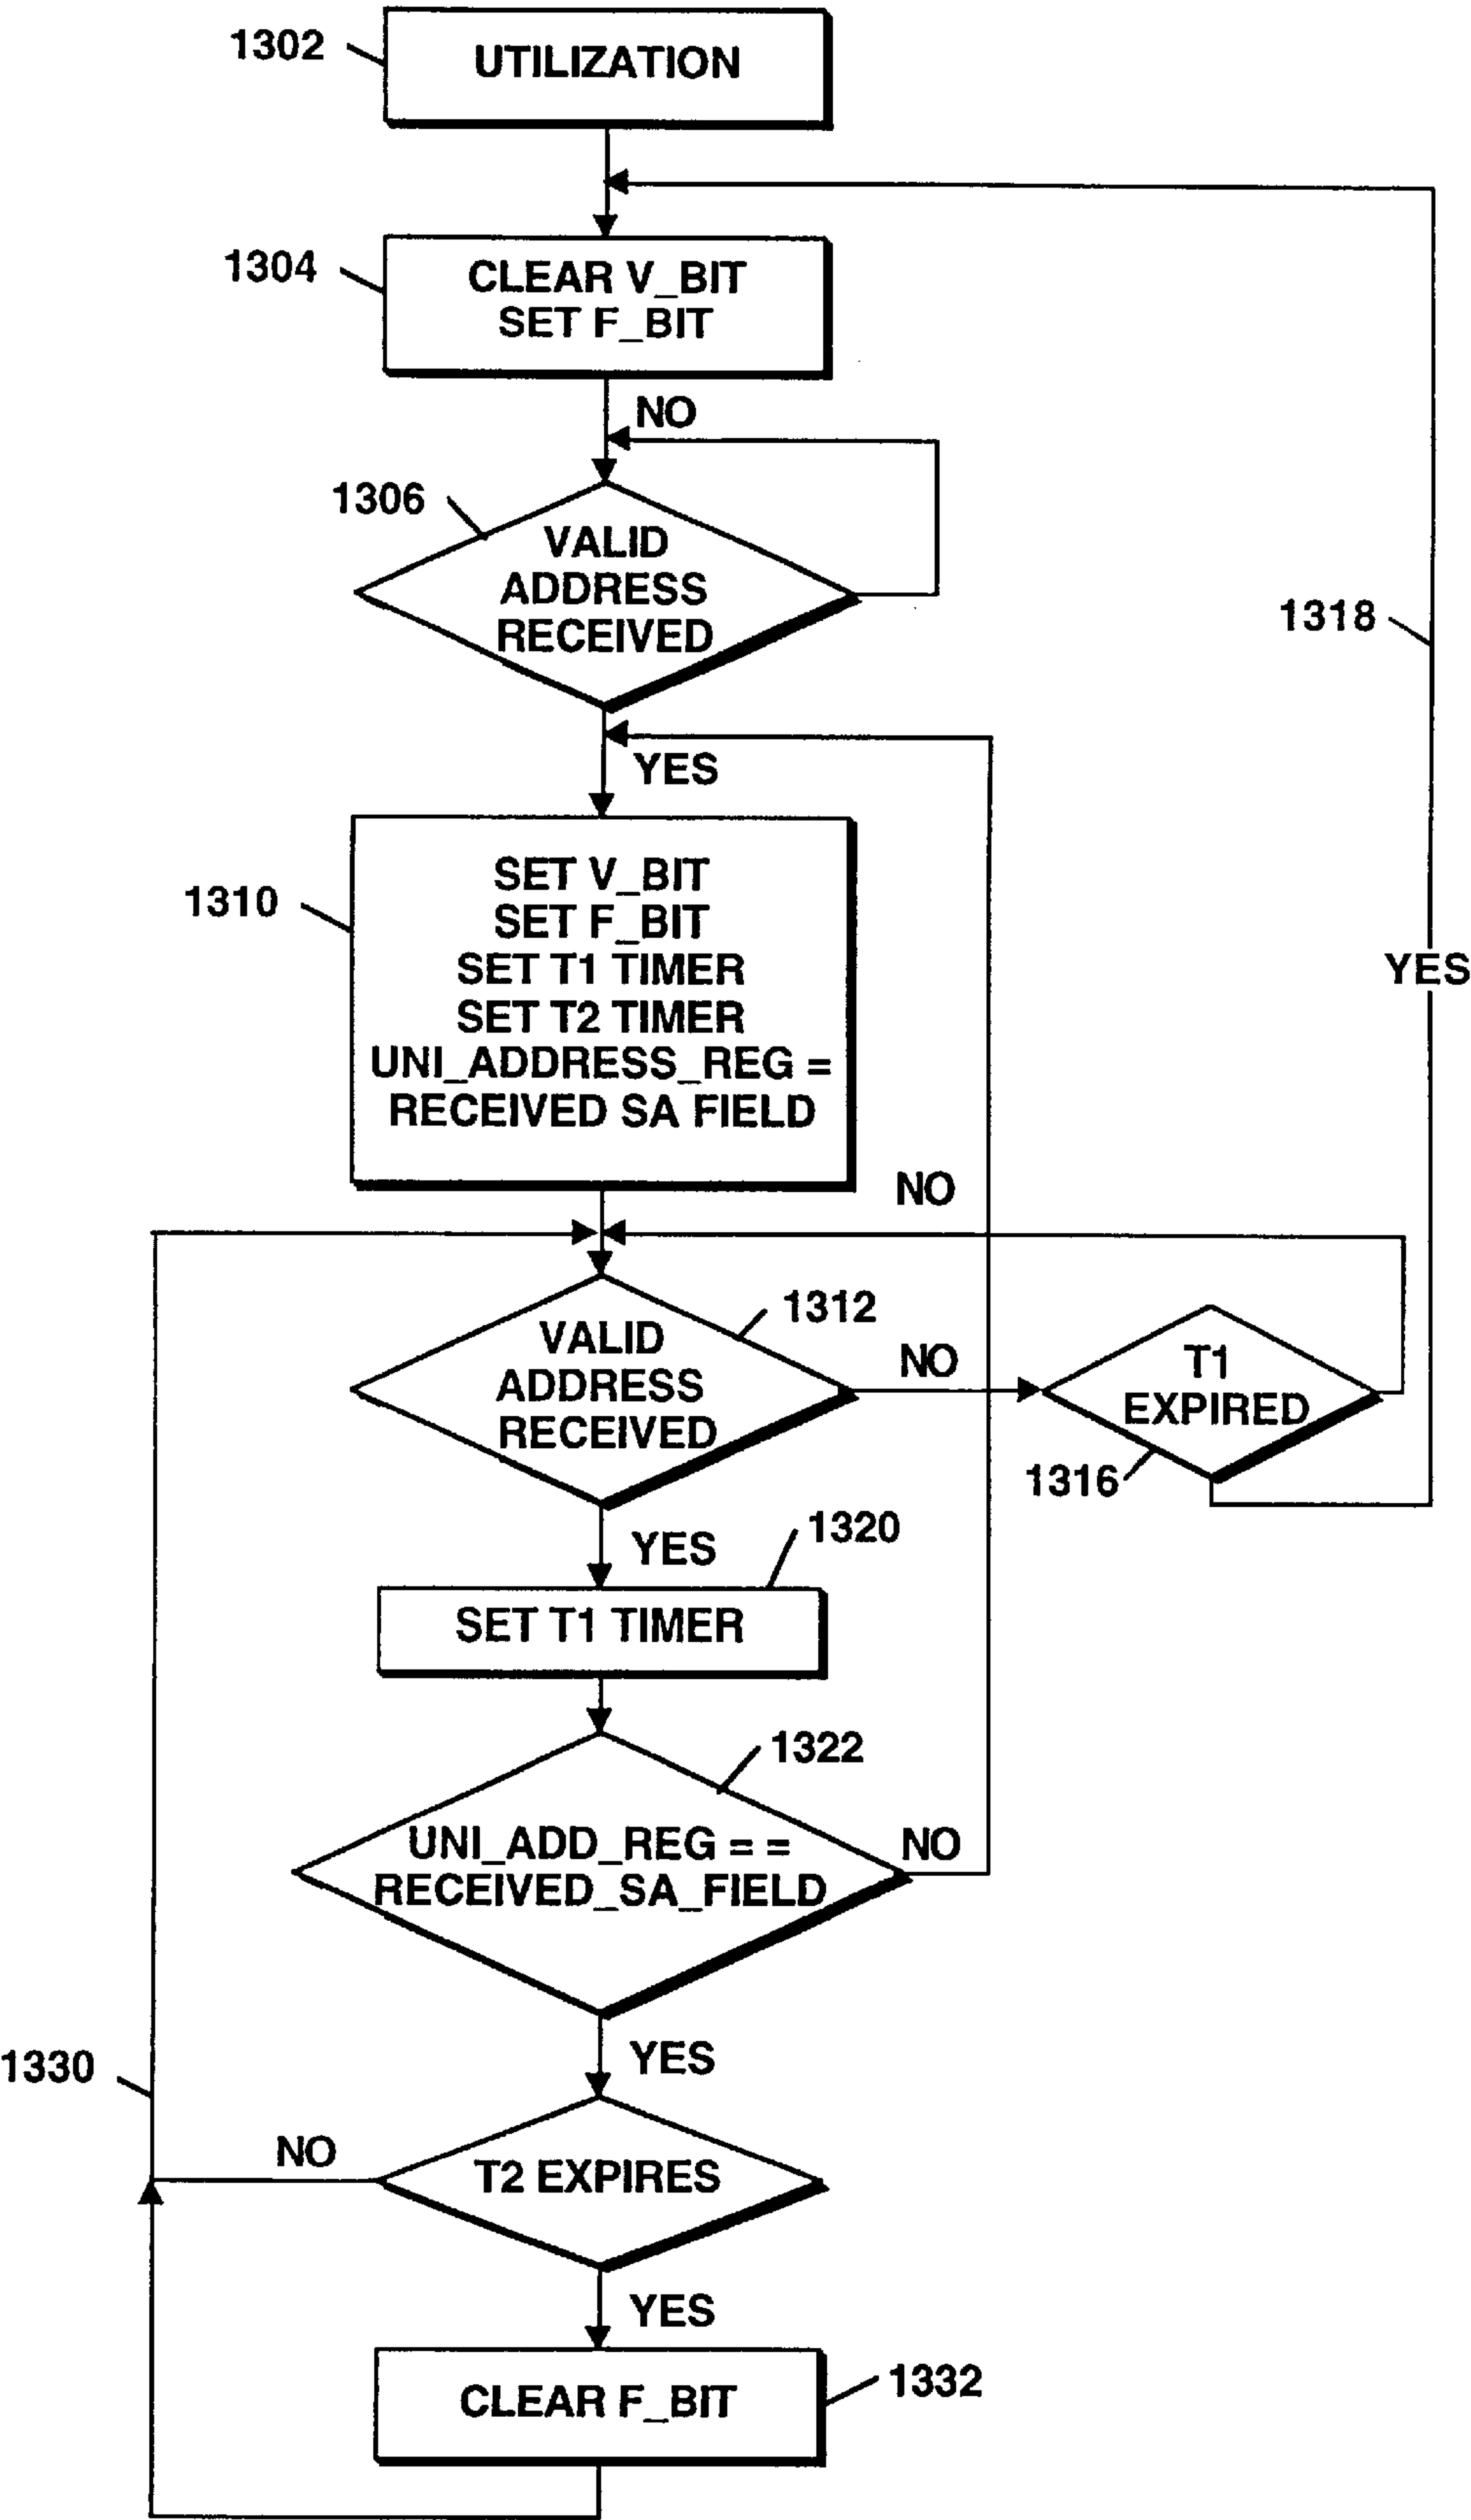 1302
UTILIZATION
1304
CLEAR V_BIT
SET F_BIT
NO
1306
VALID
ADDRESS
RECEIVED
1318
YES
1310
SET V_BIT
SET F_BIT
SET T1 TIMER
SET T2 TIMER
UNI_ADDRESS_REG =
RECEIVED SA FIELD
YES
NO
1312
VALID
ADDRESS
RECEIVED
NO
T1
EXPIRED
1316
YES
1320
SET T1 TIMER
1322
UNI_ADD_REG = =
RECEIVED_SA_FIELD
NO
YES
1330
NO
T2 EXPIRES
YES
CLEAR F_BIT
1332